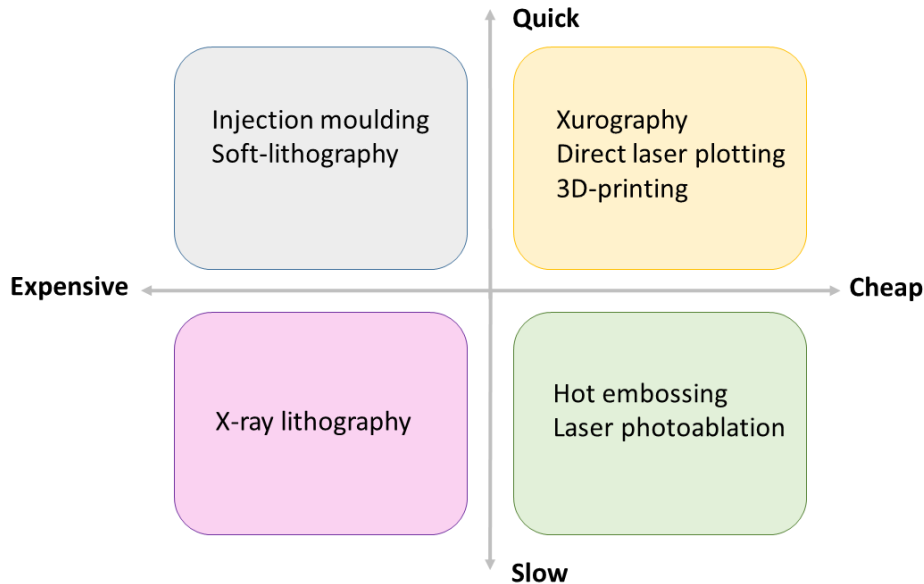 Quick
Injection moulding
Soft-lithography
Xurography
Direct laser plotting
3D-printing
Expensive
Cheap
X-ray lithography
Hot embossing
Laser photoablation
Slow